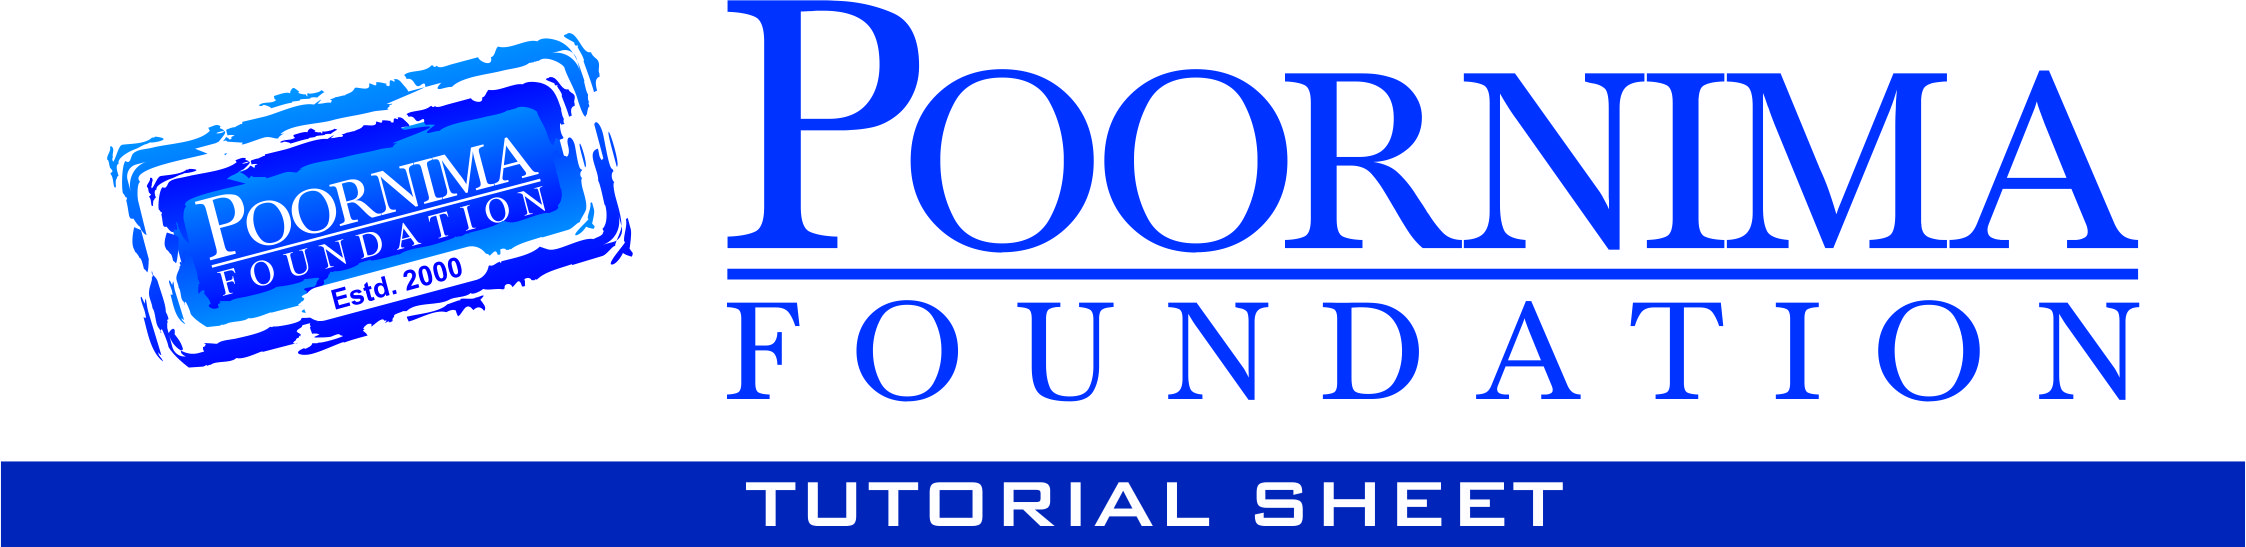 POORNIMA
FOUNDATION
Estd. 2000
POORNIMA
FOUNDATION
TUTORIAL SHEET